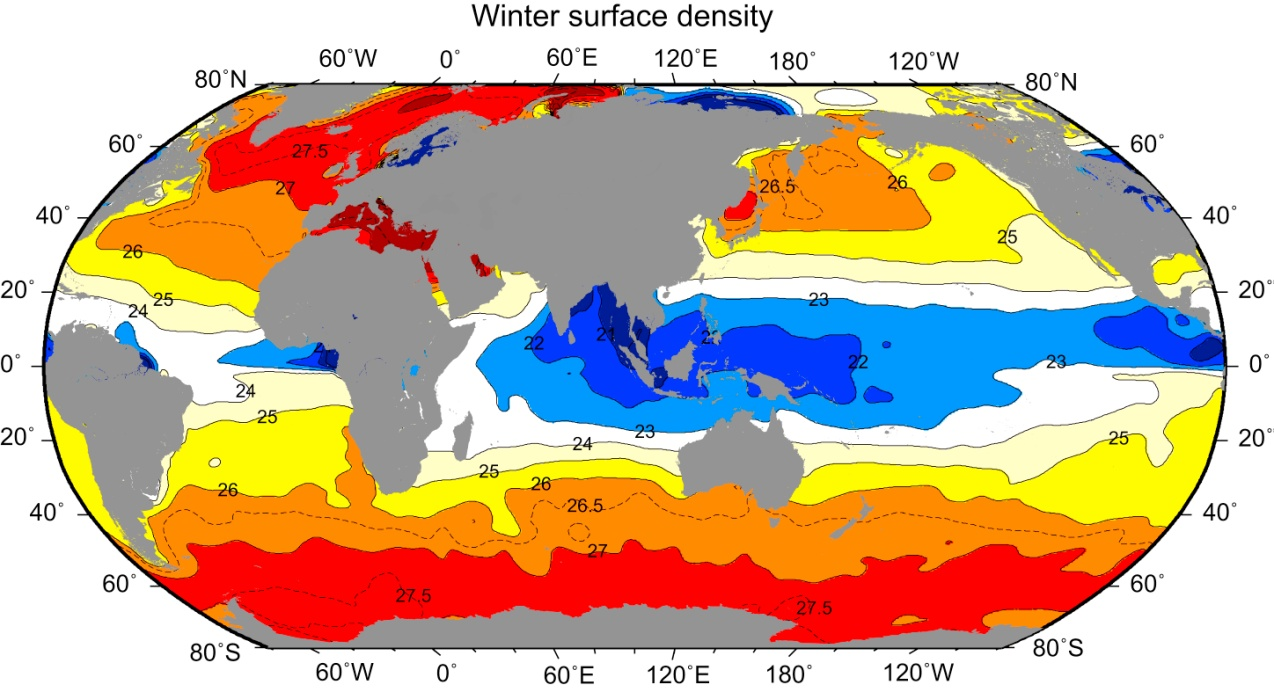 Winter surface density
60°W 0° 60°E 120°E 180° 120°W
80°N 80°N
60° 60°
27.5
27 26.5 26
40° 40°
26 25
20° 25 23 20°
24
22 21 22 23
0° 0°
24
25 23 25
20° 24 20°
26 25 26
40° 26.5 40°
27
60° 27.5 27.5 60°
80°S 80°S
60°W 0° 60°E 120°E 180° 120°W